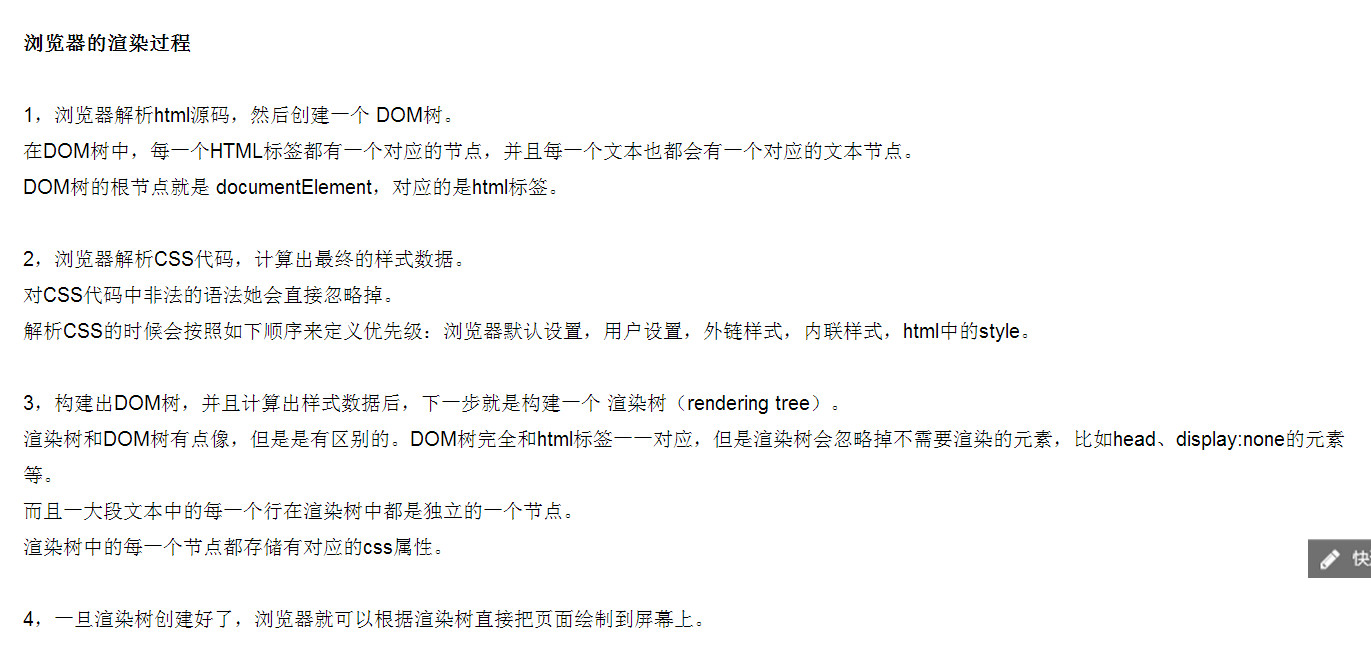 浏览器的渲染过程
1，浏览器解析html源码，然后创建一个 DOM树。
在DOM树中，每一个HTML标签都有一个对应的节点，并且每一个文本也都会有一个对应的文本节点。
DOM树的根节点就是 documentElement，对应的是html标签。
2，浏览器解析CSS代码，计算出最终的样式数据。
对CSS代码中非法的语法她会直接忽略掉。
解析CSS的时候会按照如下顺序来定义优先级：浏览器默认设置，用户设置，外链样式，内联样式，html中的style。
3，构建出DOM树，并且计算出样式数据后，下一步就是构建一个 渲染树（rendering tree）。
渲染树和DOM树有点像，但是是有区别的。DOM树完全和html标签一一对应，但是渲染树会忽略掉不需要渲染的元素，比如head、display:none的元素
等。
而且一大段文本中的每一个行在渲染树中都是独立的一个节点。
渲染树中的每一个节点都存储有对应的css属性。
快
4，一旦渲染树创建好了，浏览器就可以根据渲染树直接把页面绘制到屏幕上。